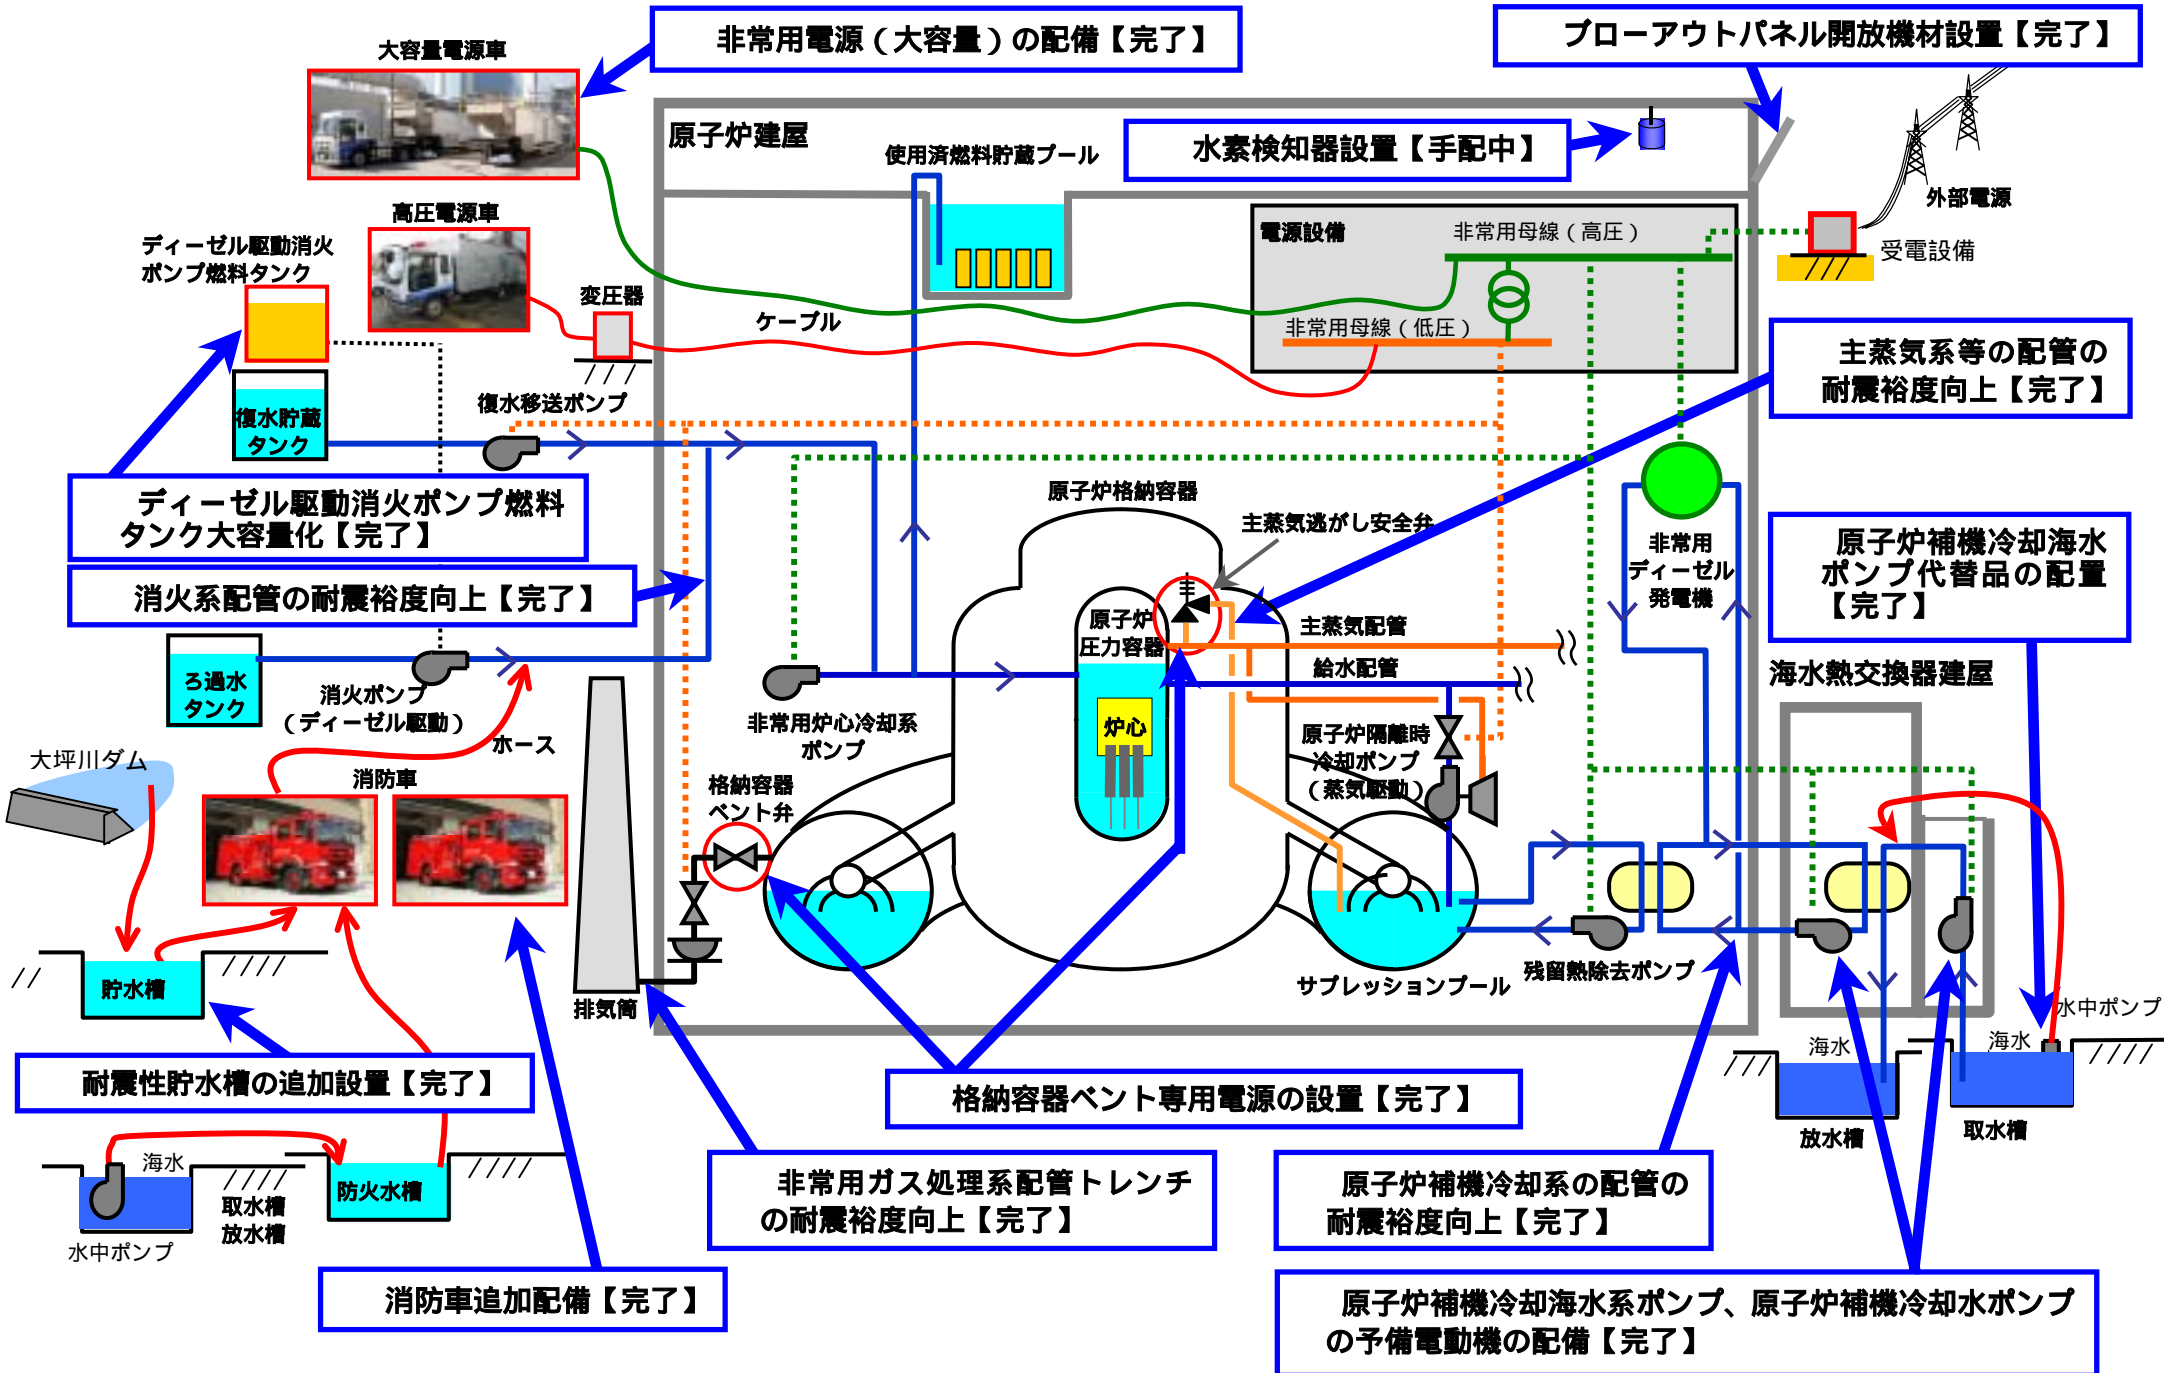 非常用電源（大容量）の配備【完了】
ブローアウトパネル開放機材設置【完了】
大容量電源車
原子炉建屋
使用済燃料貯蔵プール
水素検知器設置【手配中】
外部電源
受電設備
高圧電源車
ディーゼル駆動消火
ポンプ燃料タンク
変圧器
ケーブル
電源設備
非常用母線（高圧）
非常用母線（低圧）
主蒸気系等の配管の
耐震裕度向上【完了】
復水貯蔵
タンク
復水移送ポンプ
ディーゼル駆動消火ポンプ燃料
タンク大容量化【完了】
原子炉格納容器
主蒸気逃がし安全弁
非常用
ディーゼル
発電機
原子炉補機冷却海水
ポンプ代替品の配置
【完了】
消火系配管の耐震裕度向上【完了】
原子炉
圧力容器
主蒸気配管
給水配管
海水熱交換器建屋
ろ過水
タンク
消火ポンプ
（ディーゼル駆動）
ホース
非常用炉心冷却系
ポンプ
炉心
原子炉隔離時
冷却ポンプ
（蒸気駆動）
大坪川ダム
消防車
格納容器
ベント弁
貯水槽
排気筒
サプレッションプール
残留熱除去ポンプ
水中ポンプ
海水
海水
放水槽
取水槽
耐震性貯水槽の追加設置【完了】
格納容器ベント専用電源の設置【完了】
海水
取水槽
放水槽
防火水槽
水中ポンプ
非常用ガス処理系配管トレンチ
の耐震裕度向上【完了】
原子炉補機冷却系の配管の
耐震裕度向上【完了】
消防車追加配備【完了】
原子炉補機冷却海水系ポンプ、原子炉補機冷却水ポンプ
の予備電動機の配備【完了】